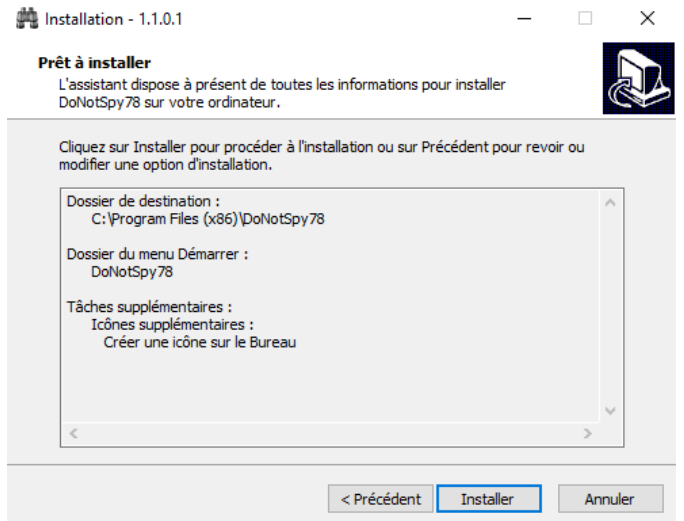 Installation - 1.1.0.1
Prêt à installer
L'assistant dispose à présent de toutes les informations pour installer
DoNotSpy78 sur votre ordinateur.
Cliquez sur Installer pour procéder à l'installation ou sur Précédent pour revoir ou
modifier une option d'installation.
Dossier de destination :
C:\Program Files (x86)\DoNotSpy78
Dossier du menu Démarrer :
DoNotSpy78
Tâches supplémentaires :
Icônes supplémentaires :
Créer une icône sur le Bureau
< Précédent Installer Annuler